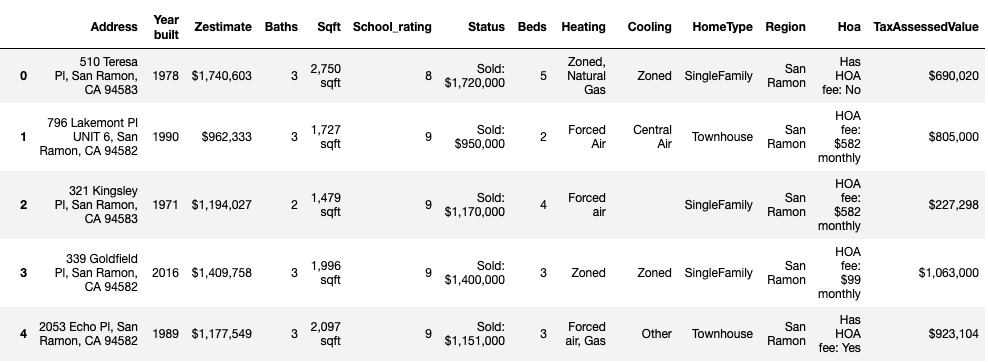 Address Year built Zestimate Baths Sqft School_rating Status Beds Heating Cooling HomeType Region Hoa TaxAssessedValue
0 510 Teresa Pl, San Ramon, CA 94583 1978 $1,740,603 3 2,750 sqft 8 Sold: $1,720,000 5 Zoned, Natural Gas Zoned SingleFamily San Ramon Has HOA fee: No $690,020
1 796 Lakemont Pl UNIT 6, San Ramon, CA 94582 1990 $962,333 3 1,727 sqft 9 Sold: $950,000 2 Forced Air Central Air Townhouse San Ramon HOA fee: $582 monthly $805,000
2 321 Kingsley Pl, San Ramon, CA 94583 1971 $1,194,027 2 1,479 sqft 9 Sold: $1,170,000 4 Forced air SingleFamily San Ramon HOA fee: $582 monthly $227,298
3 339 Goldfield Pl, San Ramon, CA 94582 2016 $1,409,758 3 1,996 sqft 9 Sold: $1,400,000 3 Zoned Zoned SingleFamily San Ramon HOA fee: $99 monthly $1,063,000
4 2053 Echo Pl, San Ramon, CA 94582 1989 $1,177,549 3 2,097 sqft 9 Sold: $1,151,000 3 Forced air, Gas Other Townhouse San Ramon Has HOA fee: Yes $923,104